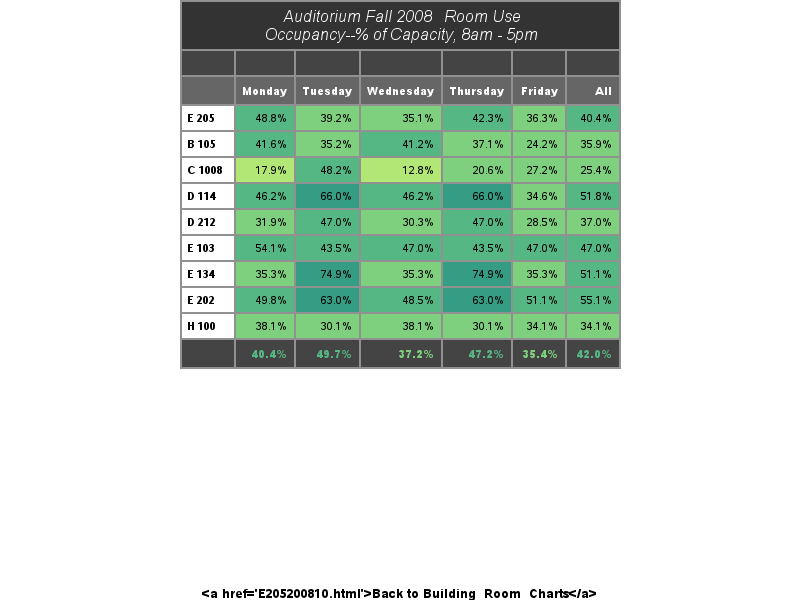 Auditorium Fall 2008 Room Use
Occupancy--% of Capacity, 8am - 5pm
Monday Tuesday Wednesday Thursday Friday All
E 205 48.8% 39.2% 35.1% 42.3% 36.3% 40.4%
B 105 41.6% 35.2% 41.2% 37.1% 24.2% 35.9%
C 1008 17.9% 48.2% 12.8% 20.6% 27.2% 25.4%
D 114 46.2% 66.0% 46.2% 66.0% 34.6% 51.8%
D 212 31.9% 47.0% 30.3% 47.0% 28.5% 37.0%
E 103 54.1% 43.5% 47.0% 43.5% 47.0% 47.0%
E 134 35.3% 74.9% 35.3% 74.9% 35.3% 51.1%
E 202 49.8% 63.0% 48.5% 63.0% 51.1% 55.1%
H 100 38.1% 30.1% 38.1% 30.1% 34.1% 34.1%
40.4% 49.7% 37.2% 47.2% 35.4% 42.0%
<a href='E205200810.html'>Back to Building Room Charts</a>